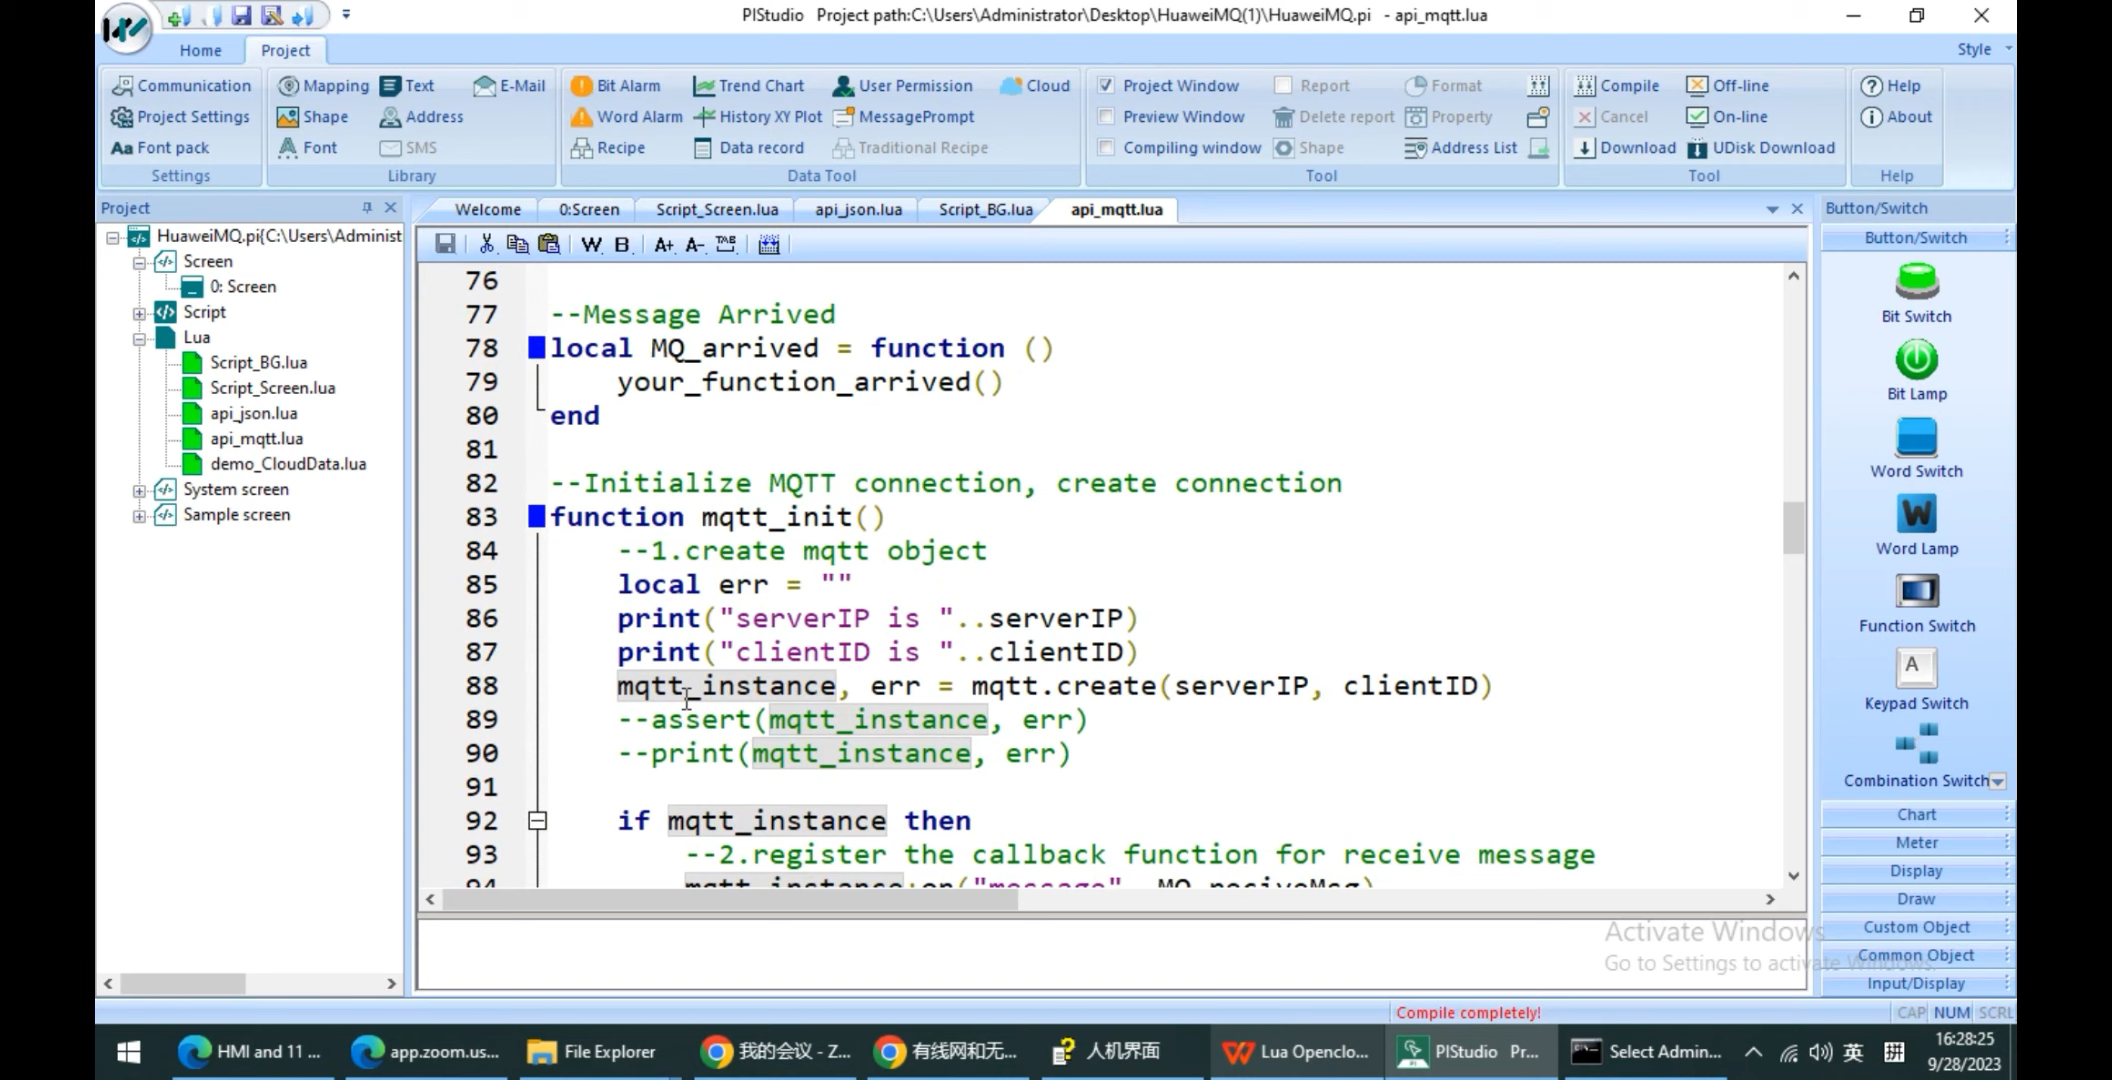 PIStudio Project path:C:\Users\Administrator\Desktop\HuaweiMQ(1)\HuaweiMQ.pi - api_mqtt.lua
Home Project Style
Communication Mapping Text E-Mail Bit Alarm Trend Chart User Permission Cloud Project Window Report Format Compile Off-line Help
Project Settings Shape Address Word Alarm History XY Plot MessagePrompt Preview Window Delete report Property Cancel On-line About
Aa Font pack Font SMS Recipe Data record Traditional Recipe Compiling window Shape Address List Download UDisk Download
Settings Library Data Tool Tool Tool Help
Project
HuaweiMQ.pi{C:\Users\Administ
Screen
0: Screen
Script
Lua
Script_BG.lua
Script_Screen.lua
api_json.lua
api_mqtt.lua
demo_CloudData.lua
System screen
Sample screen
Welcome 0:Screen Script_Screen.lua api_json.lua Script_BG.lua api_mqtt.lua
W. B. A+ A- TAB
76
77 --Message Arrived
78 local MQ_arrived = function ()
79 your_function_arrived()
80 end
81
82 --Initialize MQTT connection, create connection
83 function mqtt_init()
84 --1.create mqtt object
85 local err = ""
86 print("serverIP is "..serverIP)
87 print("clientID is "..clientID)
88 mqtt_instance, err = mqtt.create(serverIP, clientID)
89 --assert(mqtt_instance, err)
90 --print(mqtt_instance, err)
91
92 if mqtt_instance then
93 --2.register the callback function for receive message
94 mqtt_instance:on("message", MQ_reciveMsg)
Button/Switch
Button/Switch
Bit Switch
Bit Lamp
Word Switch
W
Word Lamp
Function Switch
A
Keypad Switch
Combination Switch
Chart
Meter
Display
Draw
Custom Object
Common Object
Input/Display
Activate Windows
Go to Settings to activate Windows.
Compile completely! CAP NUM SCRL
HMI and 11 ... app.zoom.us... File Explorer 我的会议 - Z... 有线网和无... 人机界面 Lua Openclo... PIStudio Pr... Select Admin... 英 拼 16:28:25
9/28/2023